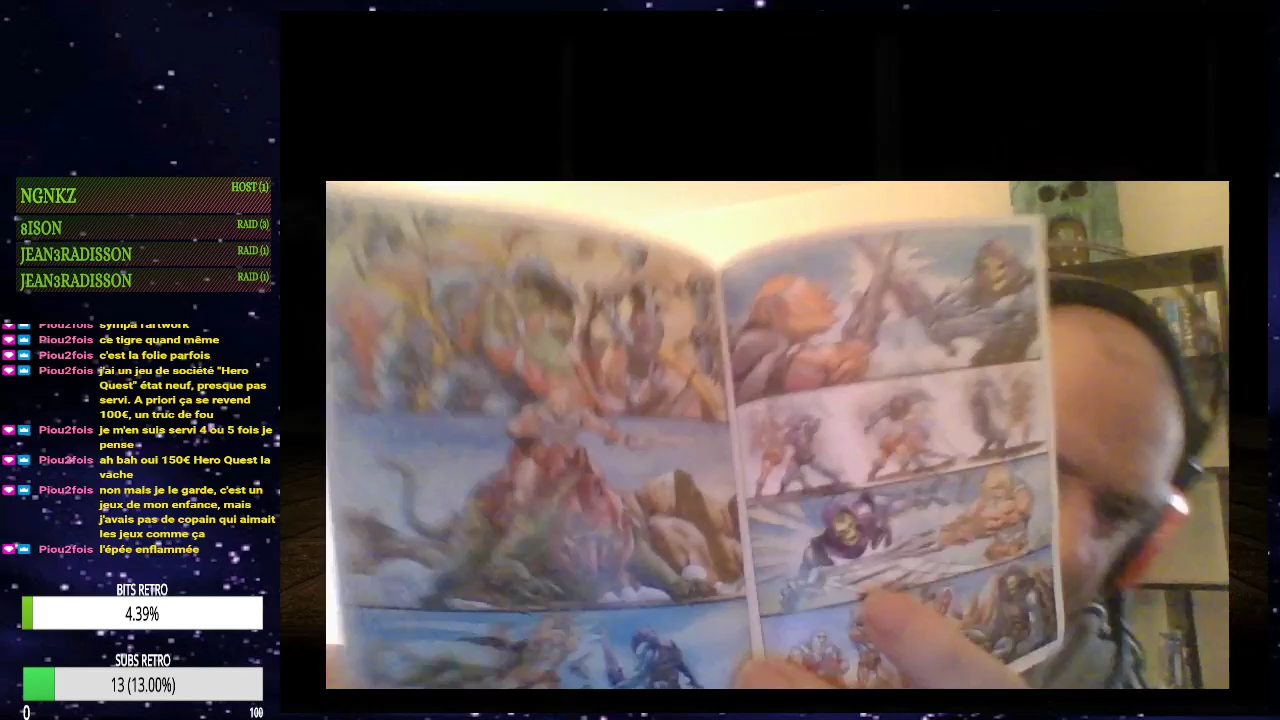 NGNKZ HOST (1)
8ISON RAID (3)
JEAN3RADISSON RAID (1)
JEAN3RADISSON RAID (1)
Piou2fois sympa l'artwork
Piou2fois ce tigre quand même
Piou2fois c'est la folie parfois
Piou2fois j'ai un jeu de société "Hero
Quest" état neuf, presque pas
servi. A priori ça se revend
100€, un truc de fou
Piou2fois je m'en suis servi 4 ou 5 fois je
pense
Piou2fois ah bah oui 150€ Hero Quest la
vache
Piou2fois non mais je le garde, c'est un
jeux de mon enfance, mais
j'avais pas de copain qui aimait
les jeux comme ça
Piou2fois l'épée enflammée
BITS RETRO
4.39%
SUBS RETRO
13 (13.00%)
0 100